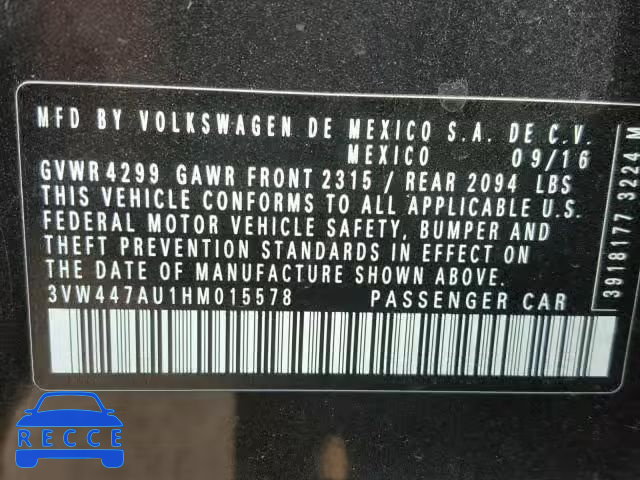 MFD BY VOLKSWAGEN DE MEXICO S.A. DE C.V.
MEXICO 09/16
GVWR 4299 GAWR FRONT 2315 / REAR 2094 LBS
THIS VEHICLE CONFORMS TO ALL APPLICABLE U.S.
FEDERAL MOTOR VEHICLE SAFETY, BUMPER AND
THEFT PREVENTION STANDARDS IN EFFECT ON
THE DATE OF MANUFACTURE SHOWN ABOVE.
3VW447AU1HM015578 PASSENGER CAR
3918177 3224 M
RECCE